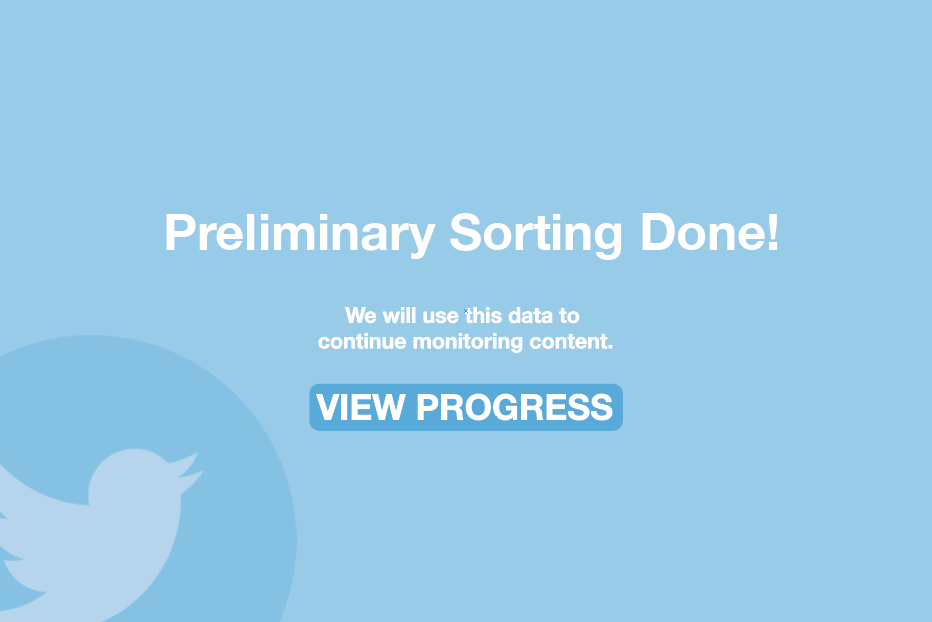 Preliminary Sorting Done!
We will use this data to
continue monitoring content.
VIEW PROGRESS